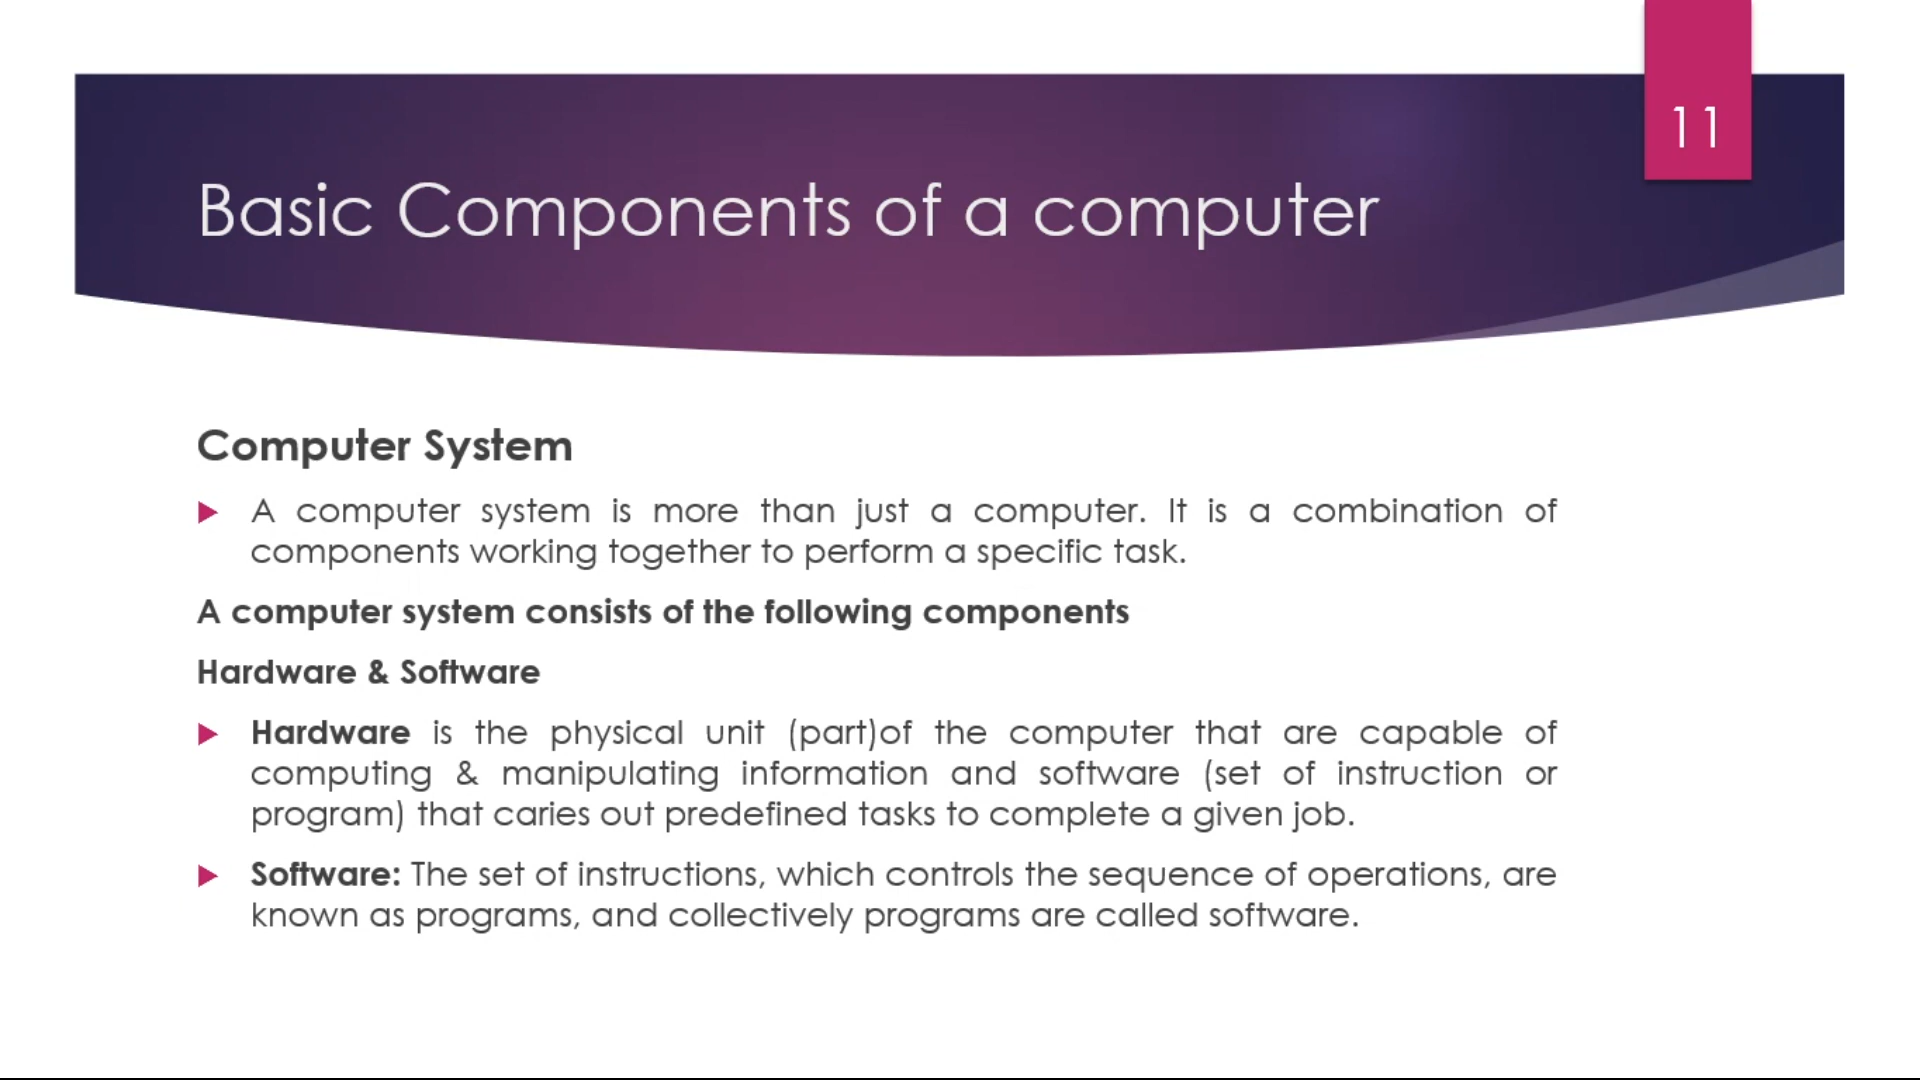 11
Basic Components of a computer
Computer System
A computer system is more than just a computer. It is a combination of
components working together to perform a specific task.
A computer system consists of the following components
Hardware & Software
Hardware is the physical unit (part)of the computer that are capable of
computing & manipulating information and software (set of instruction or
program) that caries out predefined tasks to complete a given job.
Software: The set of instructions, which controls the sequence of operations, are
known as programs, and collectively programs are called software.